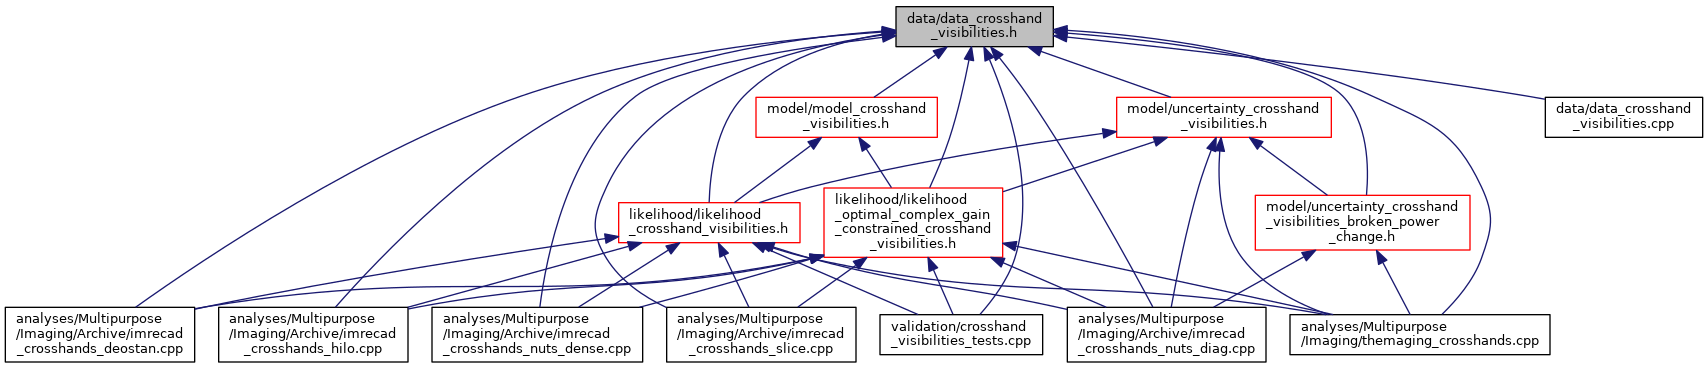 data/data_crosshand
_visibilities.h
model/model_crosshand
_visibilities.h
model/uncertainty_crosshand
_visibilities.h
data/data_crosshand
_visibilities.cpp
likelihood/likelihood
_crosshand_visibilities.h
likelihood/likelihood
_optimal_complex_gain
_constrained_crosshand
_visibilities.h
model/uncertainty_crosshand
_visibilities_broken_power
_change.h
analyses/Multipurpose
/Imaging/Archive/imrecad
_crosshands_deostan.cpp
analyses/Multipurpose
/Imaging/Archive/imrecad
_crosshands_hilo.cpp
analyses/Multipurpose
/Imaging/Archive/imrecad
_crosshands_nuts_dense.cpp
analyses/Multipurpose
/Imaging/Archive/imrecad
_crosshands_slice.cpp
validation/crosshand
_visibilities_tests.cpp
analyses/Multipurpose
/Imaging/Archive/imrecad
_crosshands_nuts_diag.cpp
analyses/Multipurpose
/Imaging/themaging_crosshands.cpp